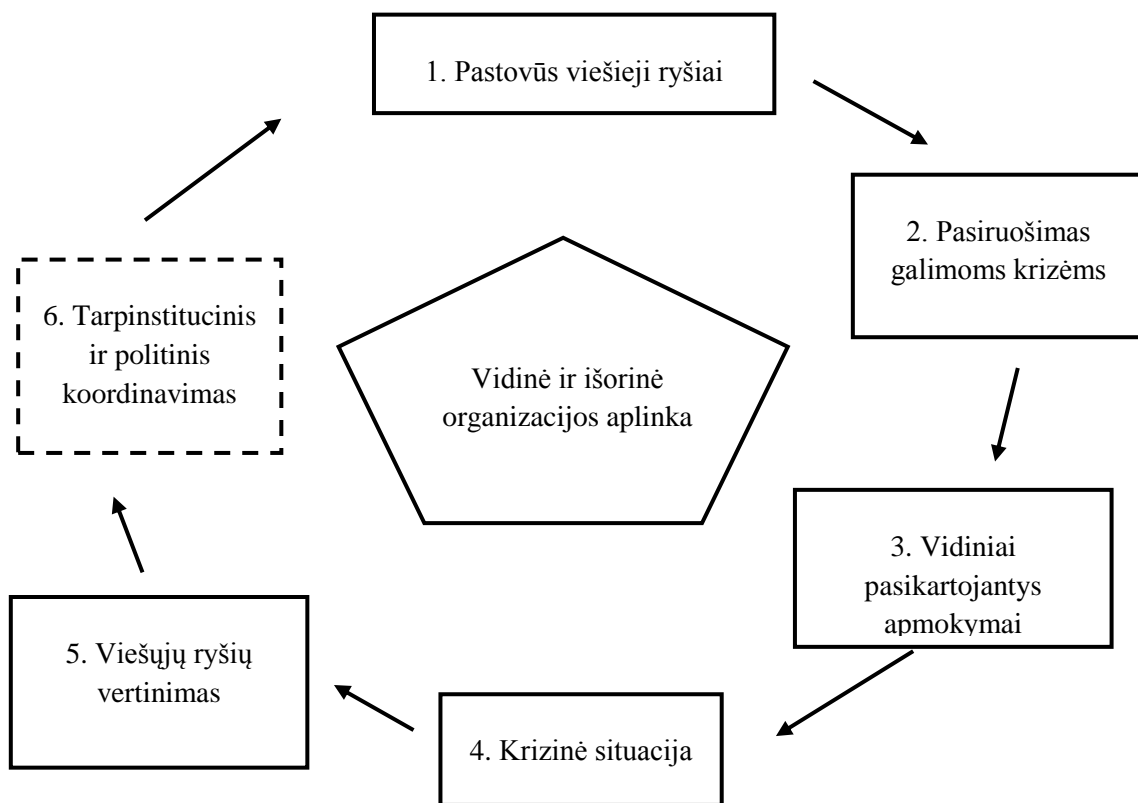 1. Pastovūs viešieji ryšiai
2. Pasiruošimas
galimoms krizėms
3. Vidiniai
pasikartojantys
apmokymai
4. Krizinė situacija
5. Viešųjų ryšių
vertinimas
6. Tarpinstitucinis
ir politinis
koordinavimas
Vidinė ir išorinė
organizacijos aplinka